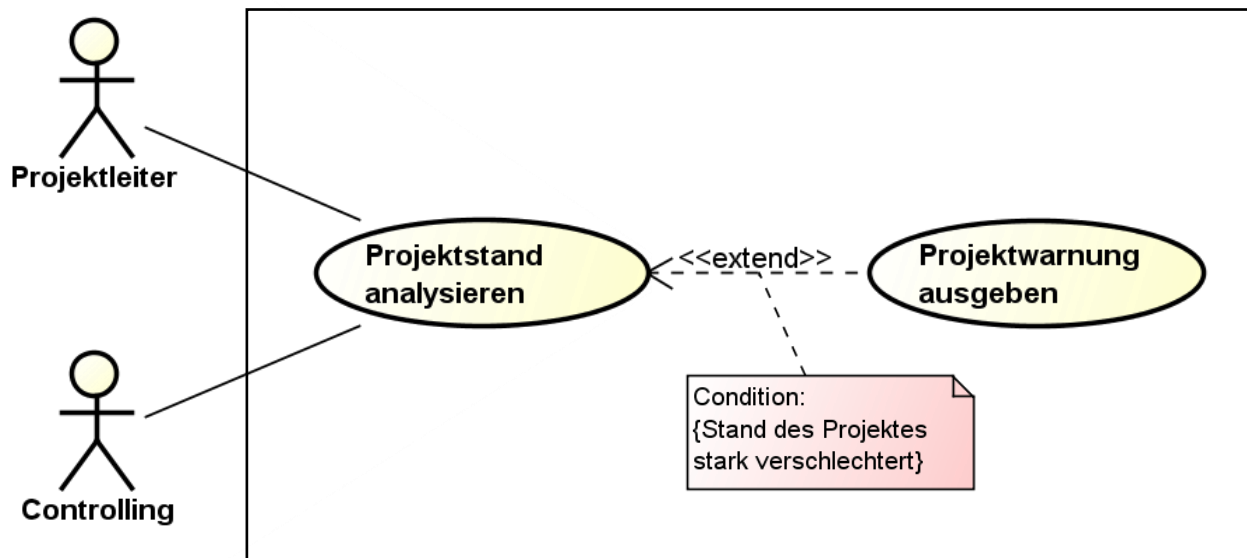 Projektleiter
Projektstand
analysieren
<<extend>>
Projektwarnung
ausgeben
Condition:
{Stand des Projektes
stark verschlechtert}
Controlling